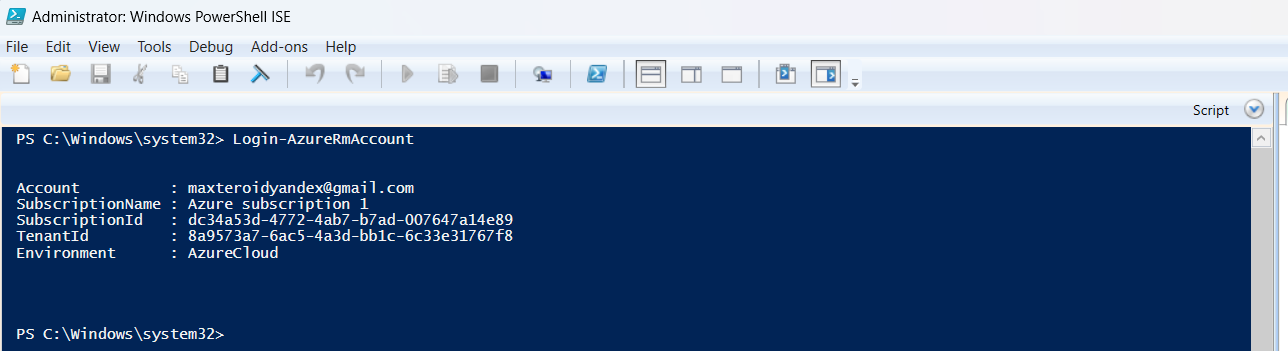 Administrator: Windows PowerShell ISE
File Edit View Tools Debug Add-ons Help
Script
PS C:\Windows\system32> Login-AzureRmAccount
Account : maxteroidyandex@gmail.com
SubscriptionName : Azure subscription 1
SubscriptionId : dc34a53d-4772-4ab7-b7ad-007647a14e89
TenantId : 8a9573a7-6ac5-4a3d-bb1c-6c33e31767f8
Environment : AzureCloud
PS C:\Windows\system32>